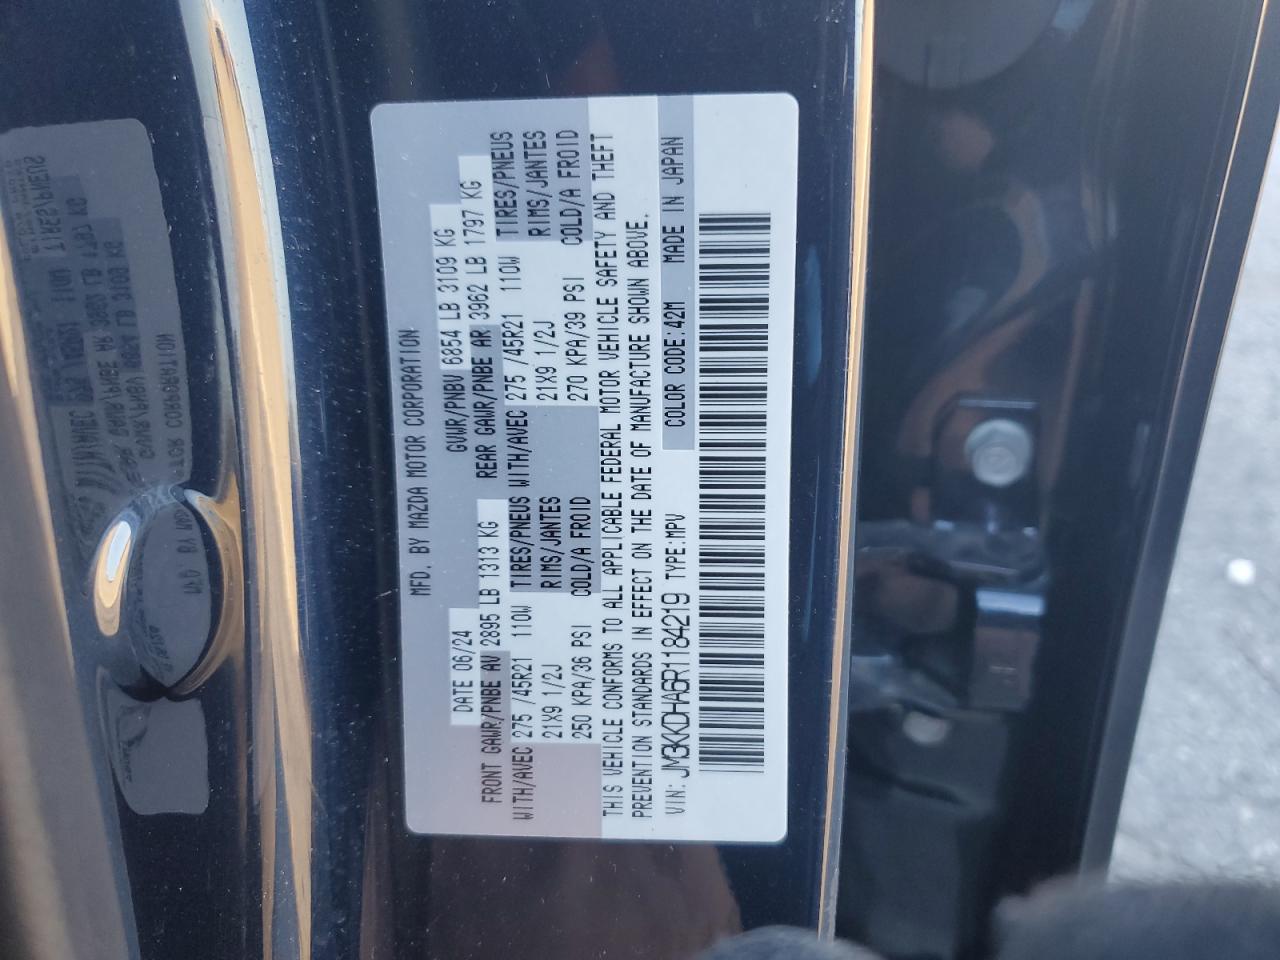 MFD. BY MAZDA MOTOR CORPORATION
DATE 06/24 GVWR/PNBV 6854 LB 3109 KG
FRONT GAWR/PNBE AV 2895 LB 1313 KG REAR GAWR/PNBE AR 3962 LB 1797 KG
WITH/AVEC 275 /45R21 110W TIRES/PNEUS WITH/AVEC 275 /45R21 110W TIRES/PNEUS
21X9 1/2J RIMS/JANTES 21X9 1/2J RIMS/JANTES
250 KPA/36 PSI COLD/A FROID 270 KPA/39 PSI COLD/A FROID
THIS VEHICLE CONFORMS TO ALL APPLICABLE FEDERAL MOTOR VEHICLE SAFETY AND THEFT
PREVENTION STANDARDS IN EFFECT ON THE DATE OF MANUFACTURE SHOWN ABOVE.
VIN: JM3KKDHA6R1184219 TYPE:MPV COLOR CODE:42M MADE IN JAPAN